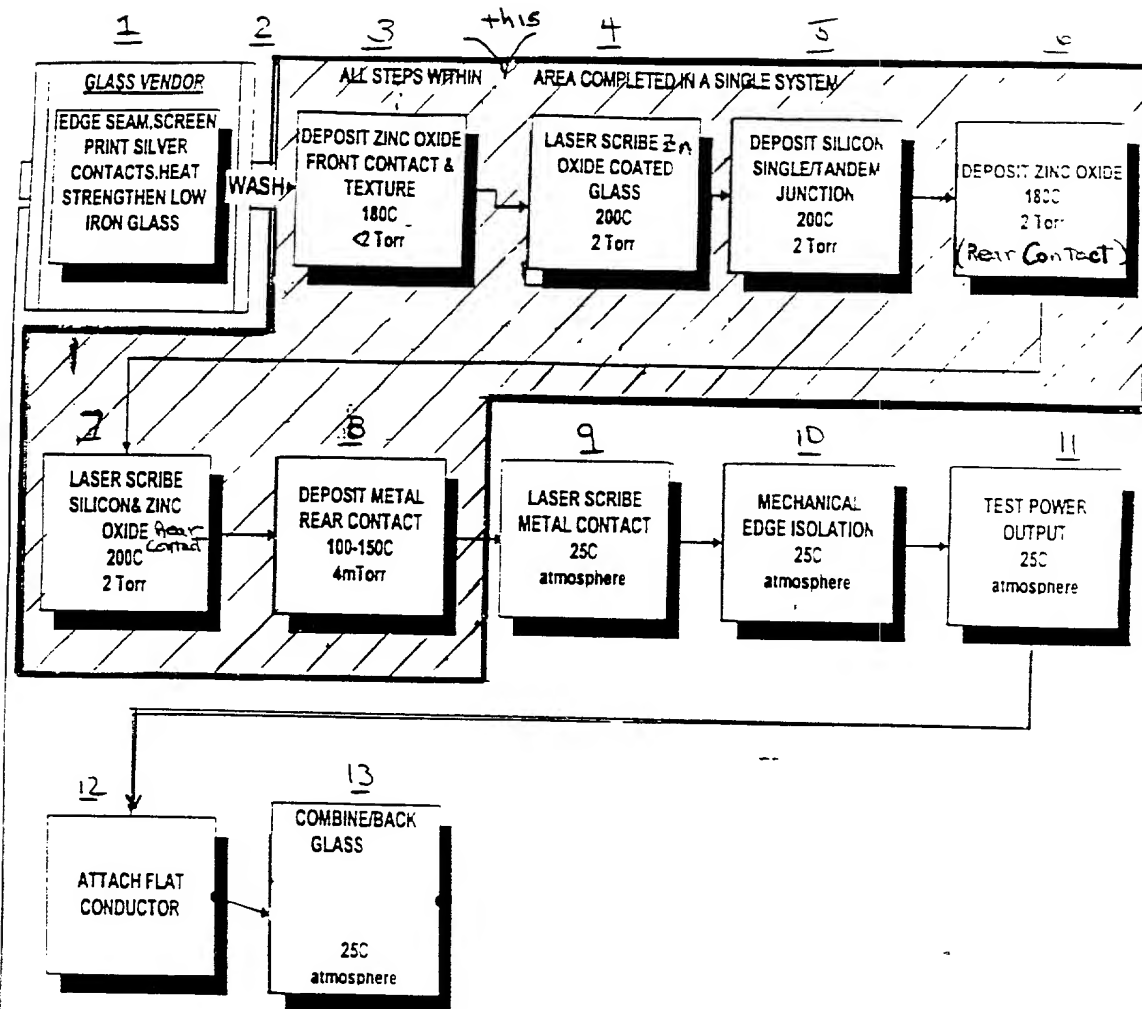 this
1
2
3
4
5
6
GLASS VENDOR
EDGE SEAM.SCREEN
PRINT SILVER
CONTACTS.HEAT
STRENGTHEN LOW
IRON GLASS
WASH
ALL STEPS WITHIN AREA COMPLETED IN A SINGLE SYSTEM
DEPOSIT ZINC OXIDE
FRONT CONTACT &
TEXTURE
180C
<2 Torr
LASER SCRIBE Zn
OXIDE COATED
GLASS
200C
2 Torr
DEPOSIT SILICON
SINGLE/TANDEM
JUNCTION
200C
2 Torr
DEPOSIT ZINC OXIDE
180C
2 Torr
(Rear Contact)
7
8
9
10
11
LASER SCRIBE
SILICON& ZINC
OXIDE Rear
Contact
200C
2 Torr
DEPOSIT METAL
REAR CONTACT
100-150C
4mTorr
LASER SCRIBE
METAL CONTACT
25C
atmosphere
MECHANICAL
EDGE ISOLATION
25C
atmosphere
TEST POWER
OUTPUT
25C
atmosphere
12
13
ATTACH FLAT
CONDUCTOR
COMBINE/BACK
GLASS
25C
atmosphere